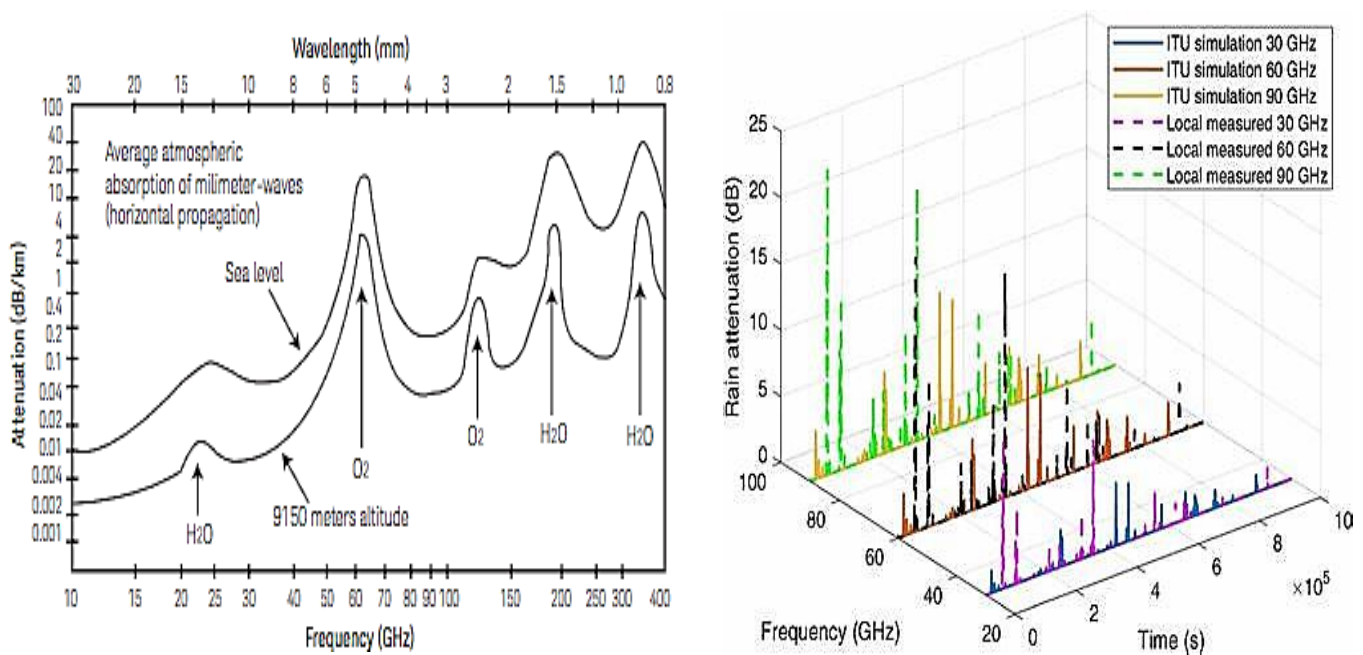 Wavelength (mm)
30 20 15 10 9 8 7 6 5 4 3 2 1.5 1.0 0.8
100
40
20
10
4
2
1
0.4
0.2
0.1
0.04
0.02
0.01
0.004
0.002
0.001
Attenuation (dB/km)
Average atmospheric
absorption of milimeter-waves
(horizontal propagation)
Sea level
H2O
O2
O2
H2O
H2O
9150 meters altitude
10 15 20 25 30 40 50 60 70 80 90 100 150 200 250 300 400
Frequency (GHz)
ITU simulation 30 GHz
ITU simulation 60 GHz
ITU simulation 90 GHz
Local measured 30 GHz
Local measured 60 GHz
Local measured 90 GHz
Rain attenuation (dB)
25
20
15
10
5
0
100
80
60
40
20
Frequency (GHz)
0
2
4
6
8
10
×10⁵
Time (s)